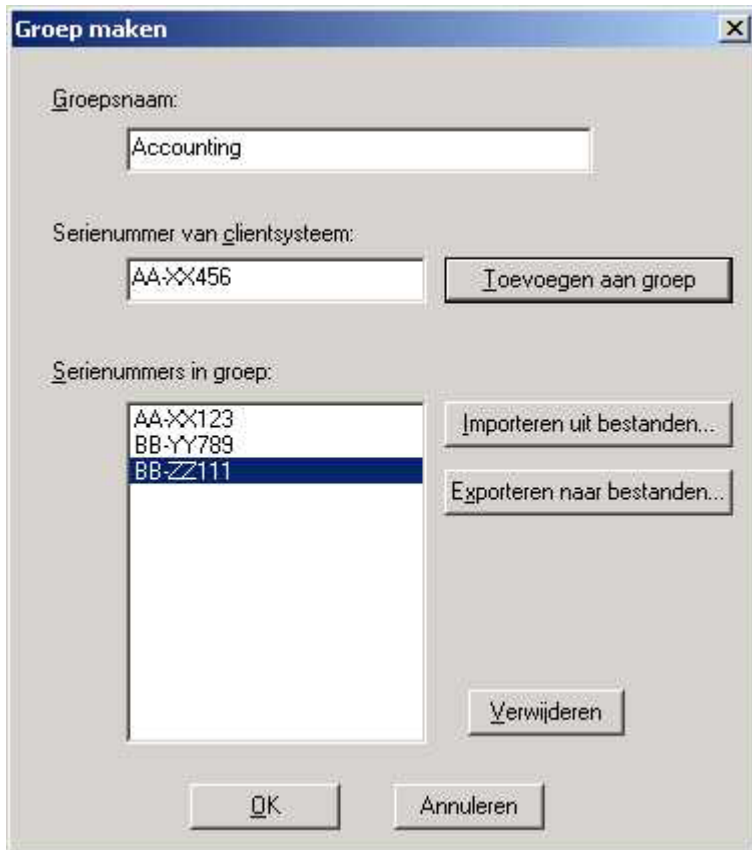 Groep maken
Groepsnaam:
Accounting
Serienummer van clientsysteem:
AA-XX456
Toevoegen aan groep
Serienummers in groep:
AA-XX123
BB-YY789
BB-ZZ111
Importeren uit bestanden...
Exporteren naar bestanden...
Verwijderen
OK
Annuleren